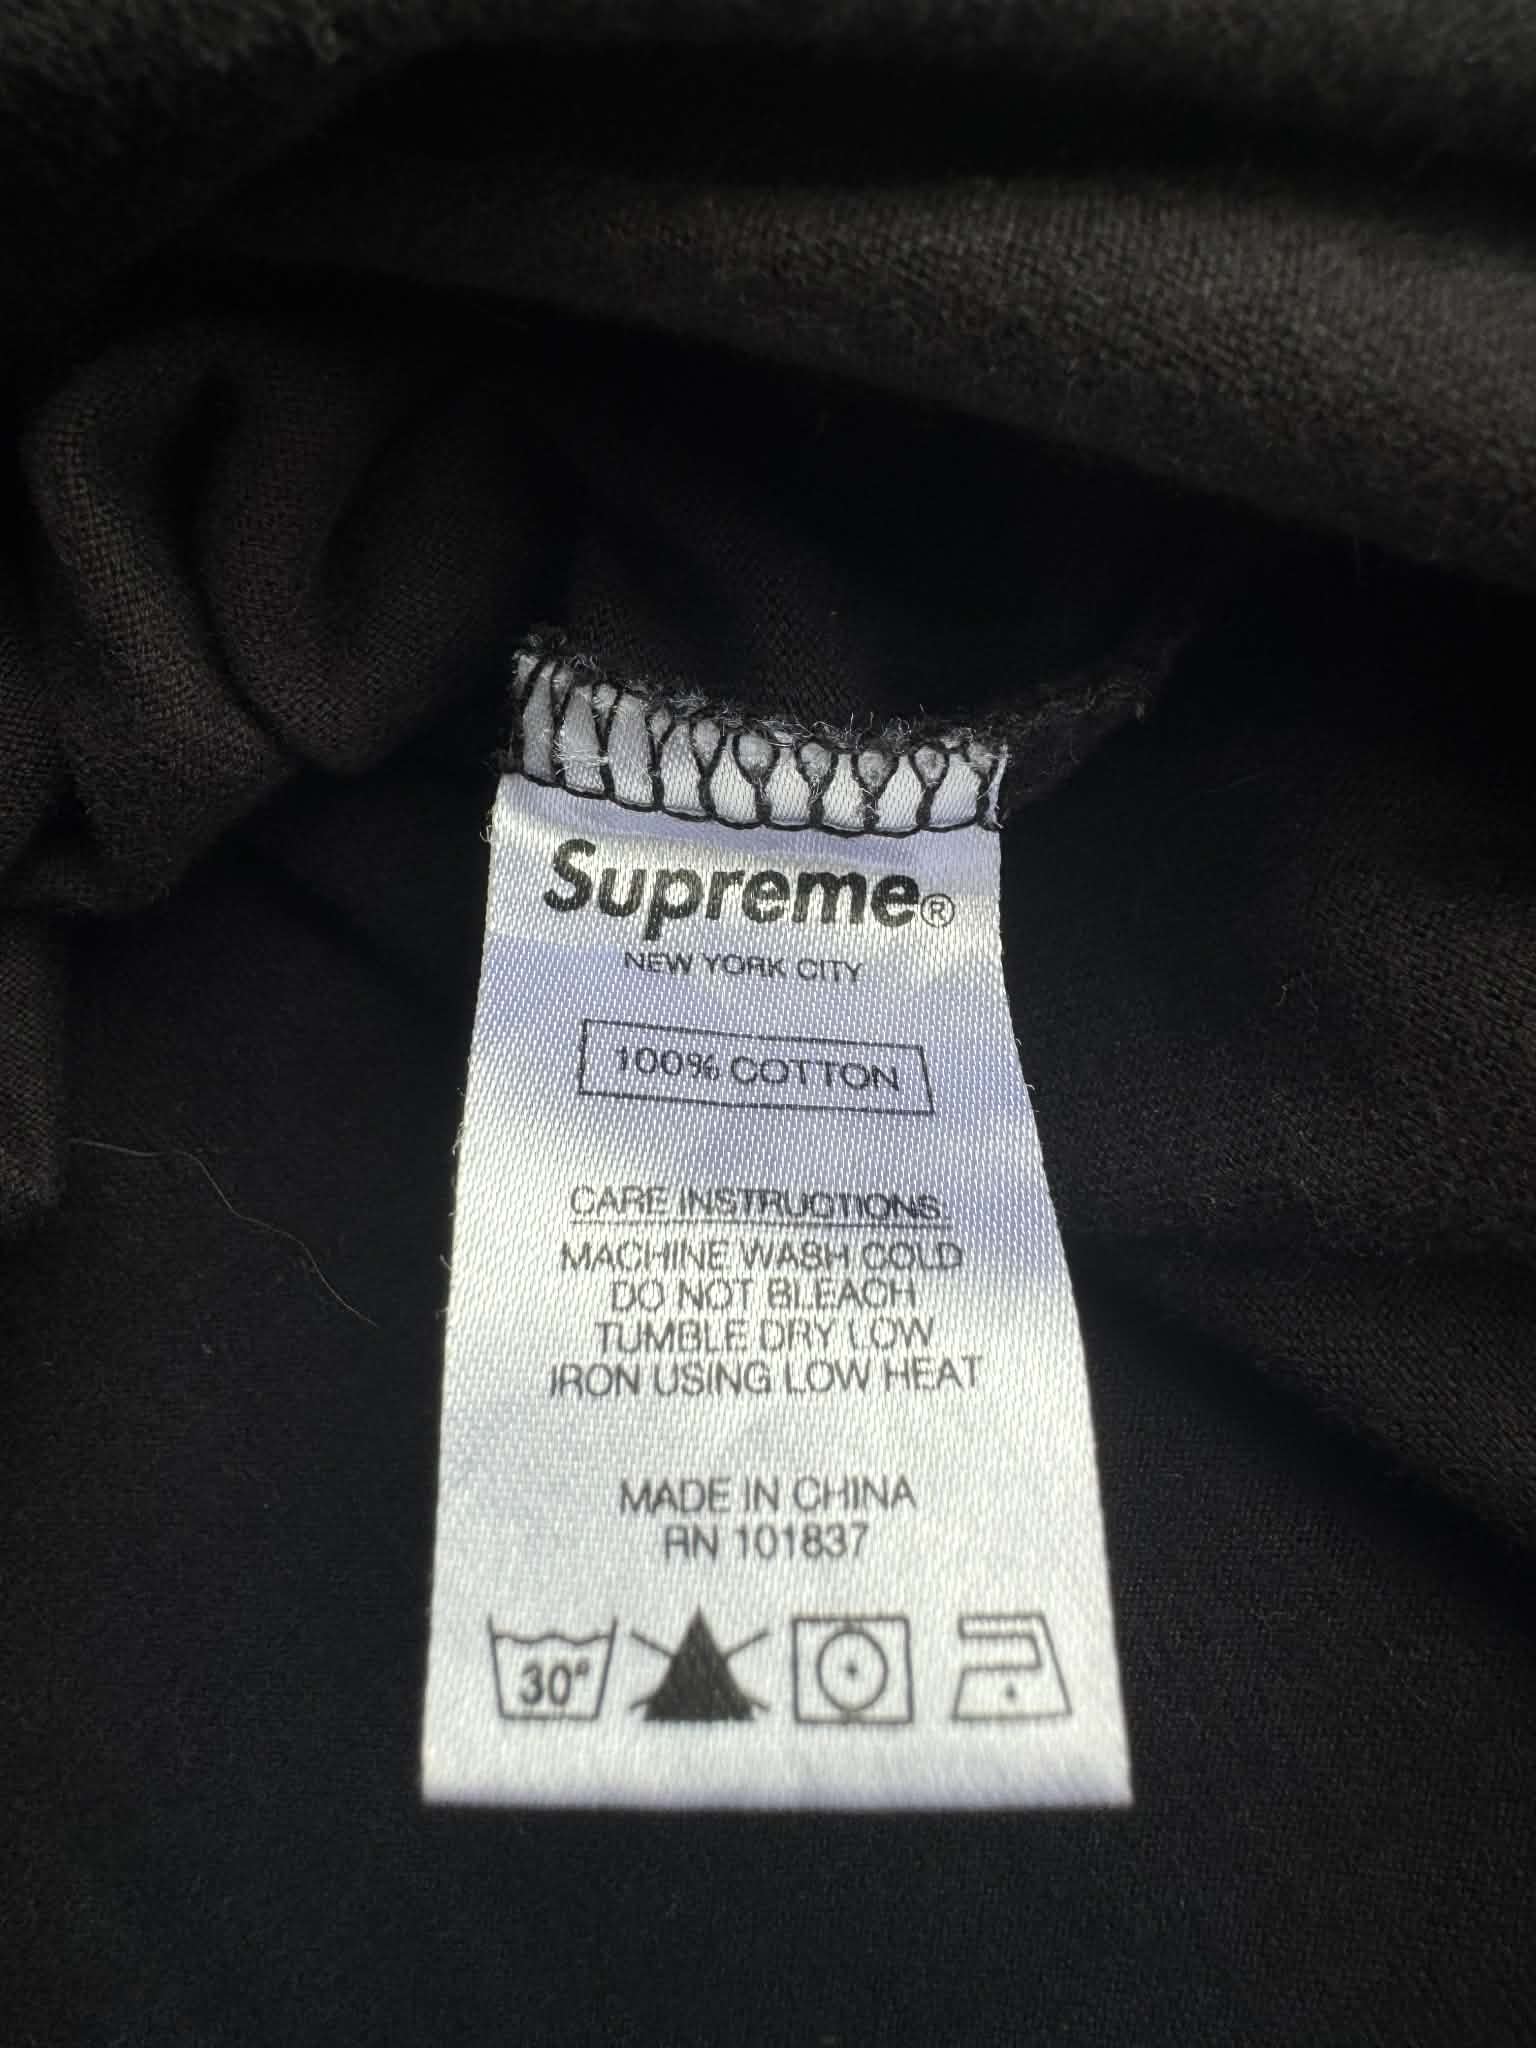 Supreme®
NEW YORK CITY
100% COTTON
CARE INSTRUCTIONS
MACHINE WASH COLD
DO NOT BLEACH
TUMBLE DRY LOW
IRON USING LOW HEAT
MADE IN CHINA
RN 101837
30°